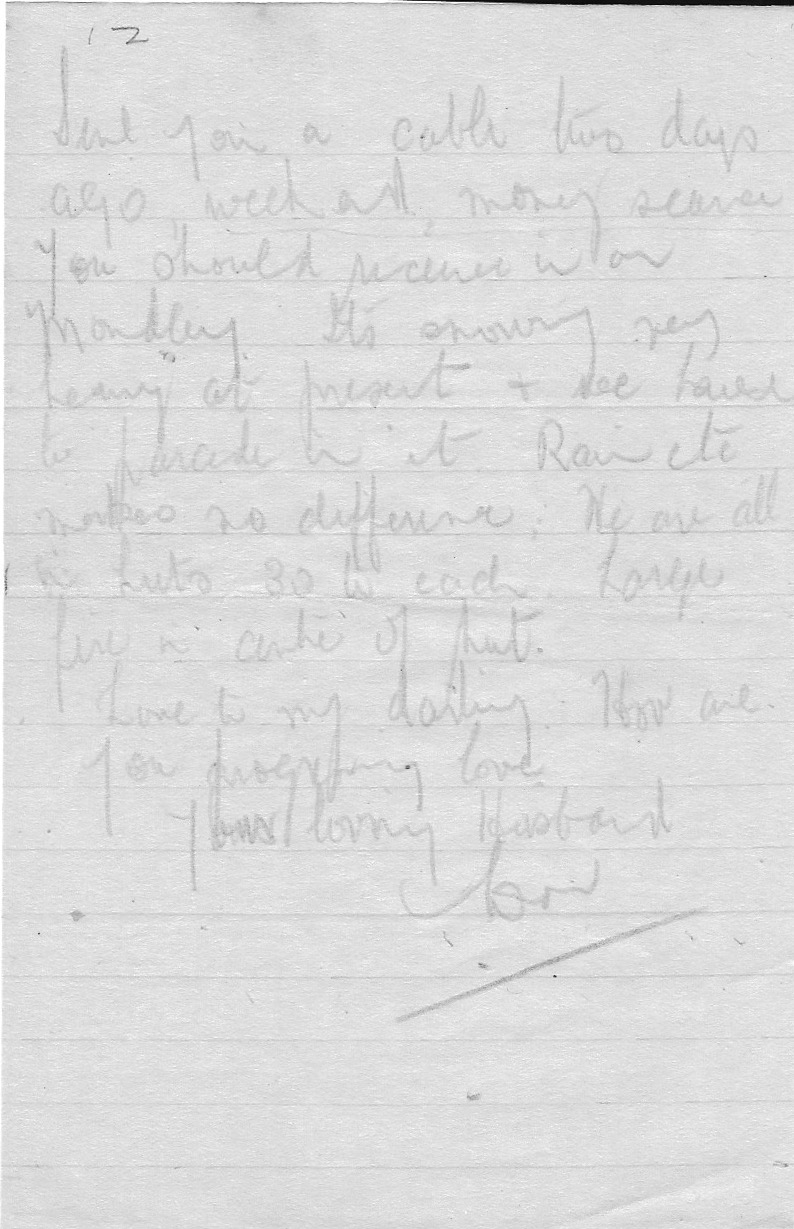 12
Sent you a cable two days
ago, week end, money scarce
You should receive it on
Monday. Its snowing very
heavy at present + we have
to parade in it. Rain etc
makes no difference. We are all
in huts 30 to each. Large
fire in centre of hut.
Love to my darling. How are
you progressing love
Your loving Husband